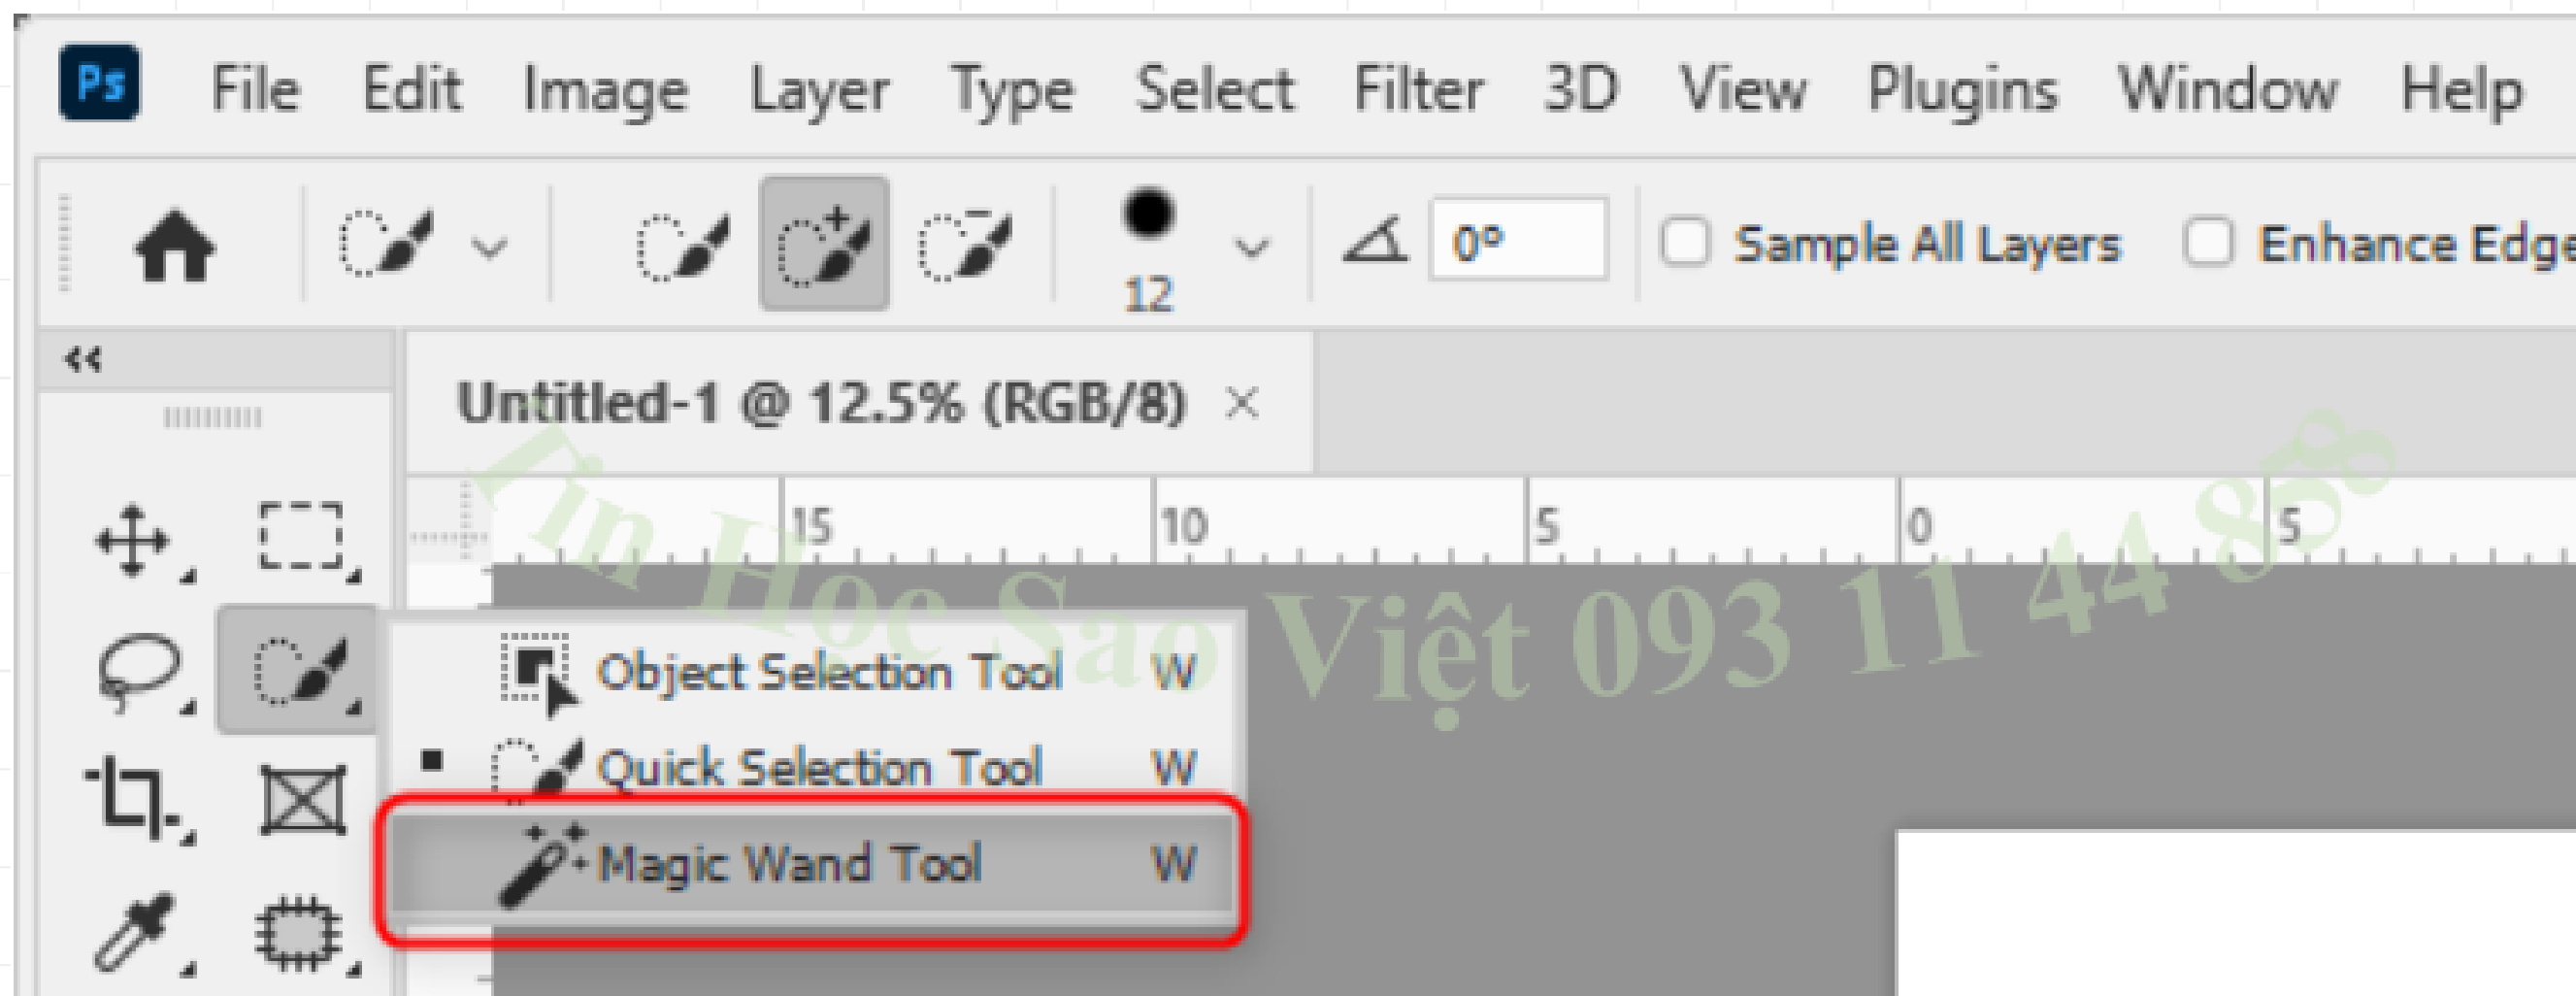 Ps File Edit Image Layer Type Select Filter 3D View Plugins Window Help
12 0° Sample All Layers Enhance Edge
Untitled-1 @ 12.5% (RGB/8) ×
15 10 5 0 5
Tin Học Sao Việt 093 11 44 858
Object Selection Tool W
Quick Selection Tool W
Magic Wand Tool W